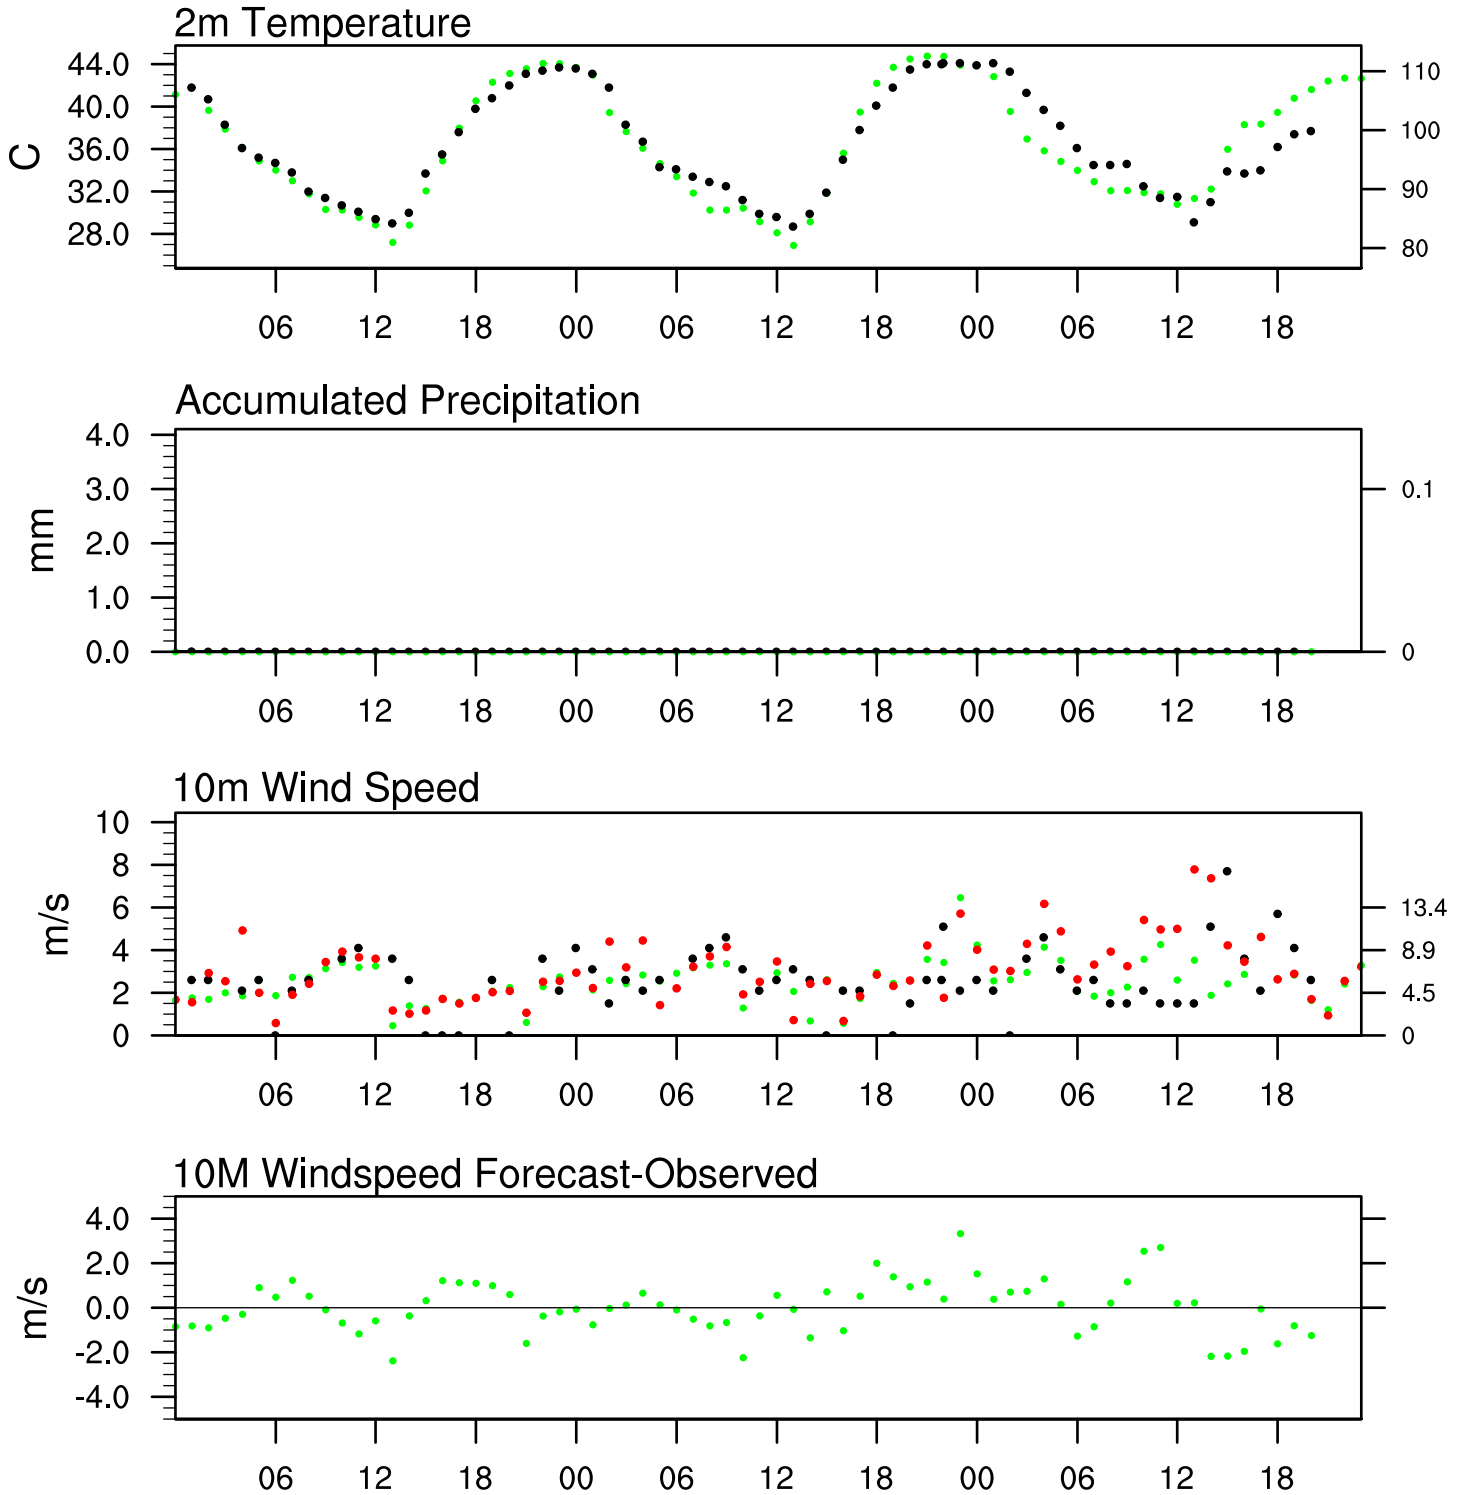 2m Temperature
44.0
40.0
36.0
32.0
28.0
C
110
100
90
80
06 12 18 00 06 12 18 00 06 12 18
Accumulated Precipitation
4.0
3.0
2.0
1.0
0.0
mm
0.1
0
06 12 18 00 06 12 18 00 06 12 18
10m Wind Speed
10
8
6
4
2
0
m/s
13.4
8.9
4.5
0
06 12 18 00 06 12 18 00 06 12 18
10M Windspeed Forecast-Observed
4.0
2.0
0.0
-2.0
-4.0
m/s
06 12 18 00 06 12 18 00 06 12 18